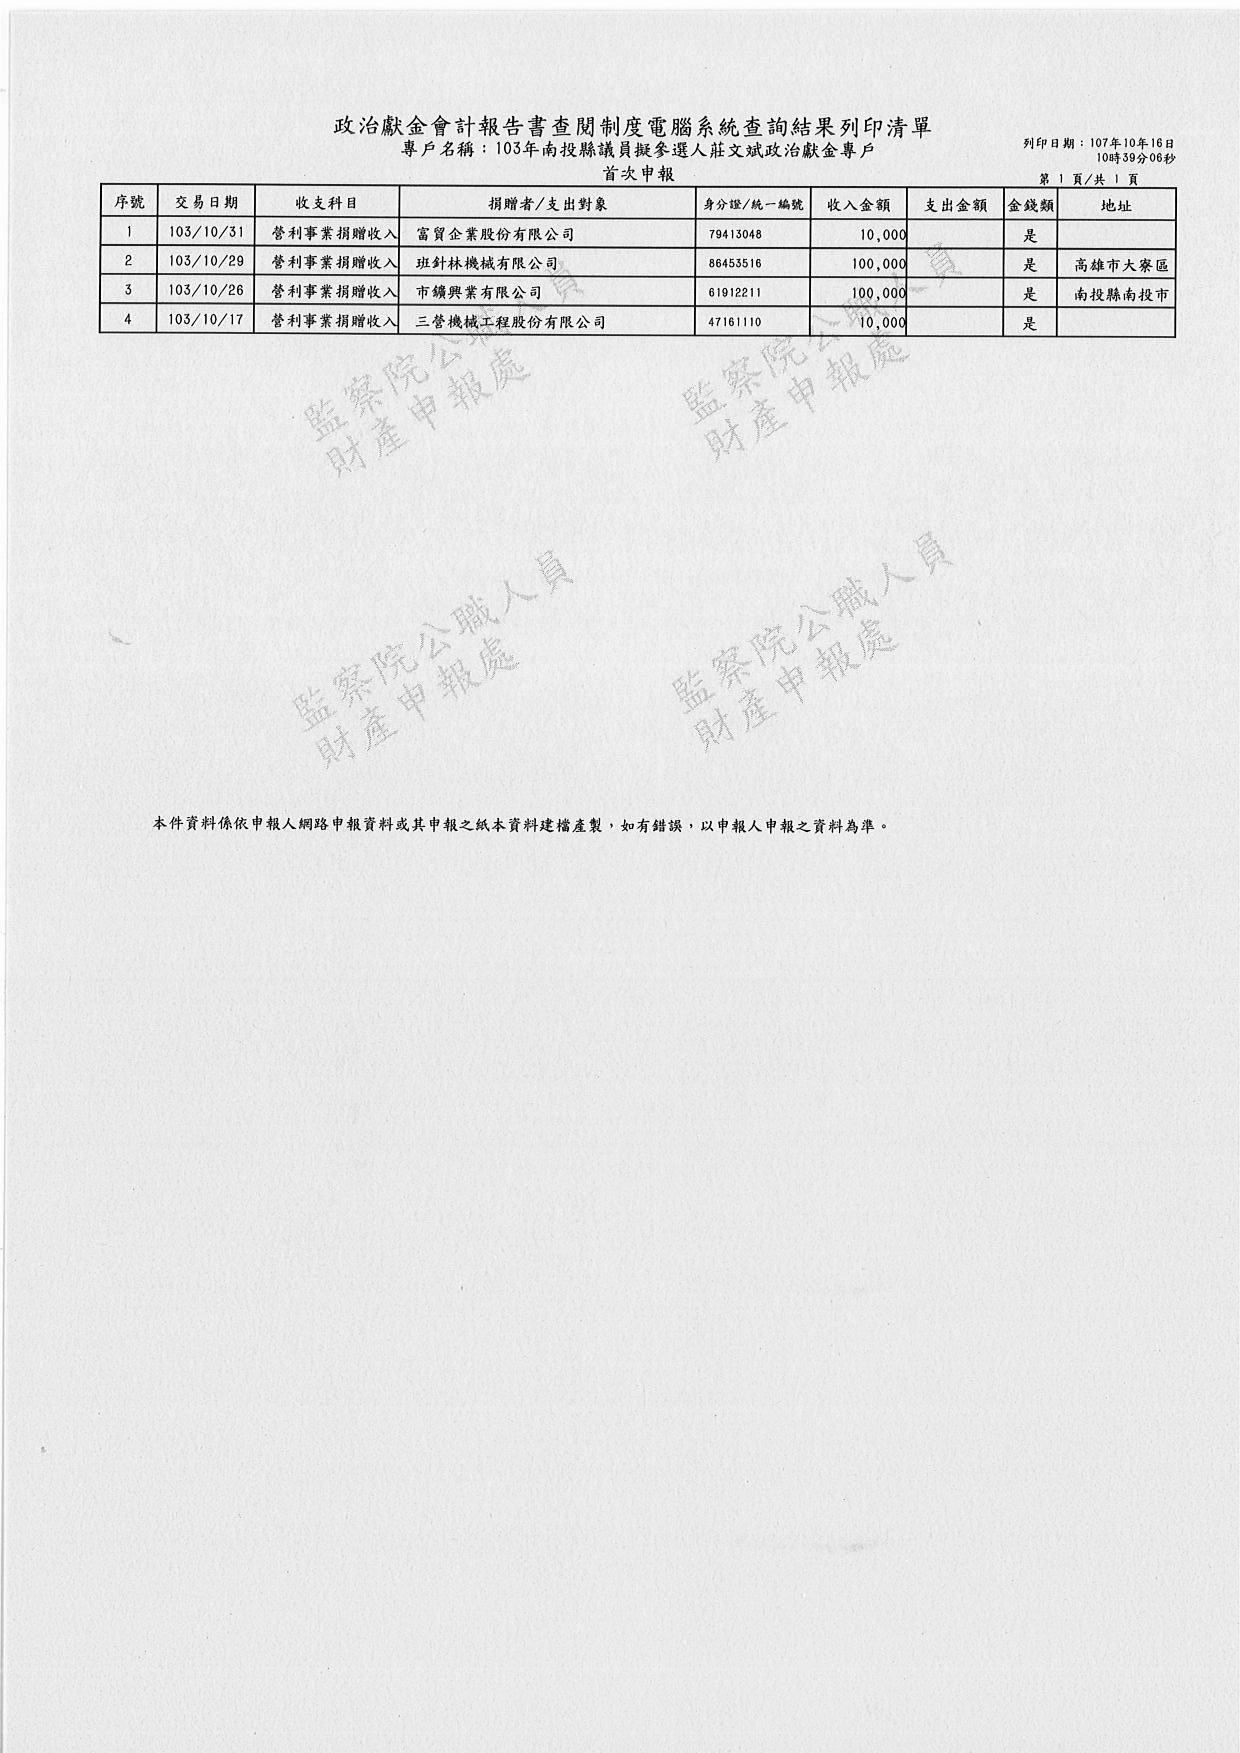 政治獻金會計報告書查閱制度電腦系統查詢結果列印清單
專戶名稱：103年南投縣議員擬參選人莊文斌政治獻金專戶
首次申報
列印日期：107年10年16日
10時39分06秒
第 1 頁/共 1 頁
序號 交易日期 收支科目 捐贈者/支出對象 身分證/統一編號 收入金額 支出金額 金錢類 地址
1 103/10/31 營利事業捐贈收入 富貿企業股份有限公司 79413048 10,000 是
2 103/10/29 營利事業捐贈收入 班針林機械有限公司 86453516 100,000 是 高雄市大寮區
3 103/10/26 營利事業捐贈收入 市鑛興業有限公司 61912211 100,000 是 南投縣南投市
4 103/10/17 營利事業捐贈收入 三營機械工程股份有限公司 47161110 10,000 是
監察院公職人員
財產申報處
監察院公職人員
財產申報處
監察院公職人員
財產申報處
監察院公職人員
財產申報處
本件資料係依申報人網路申報資料或其申報之紙本資料建檔產製，如有錯誤，以申報人申報之資料為準。